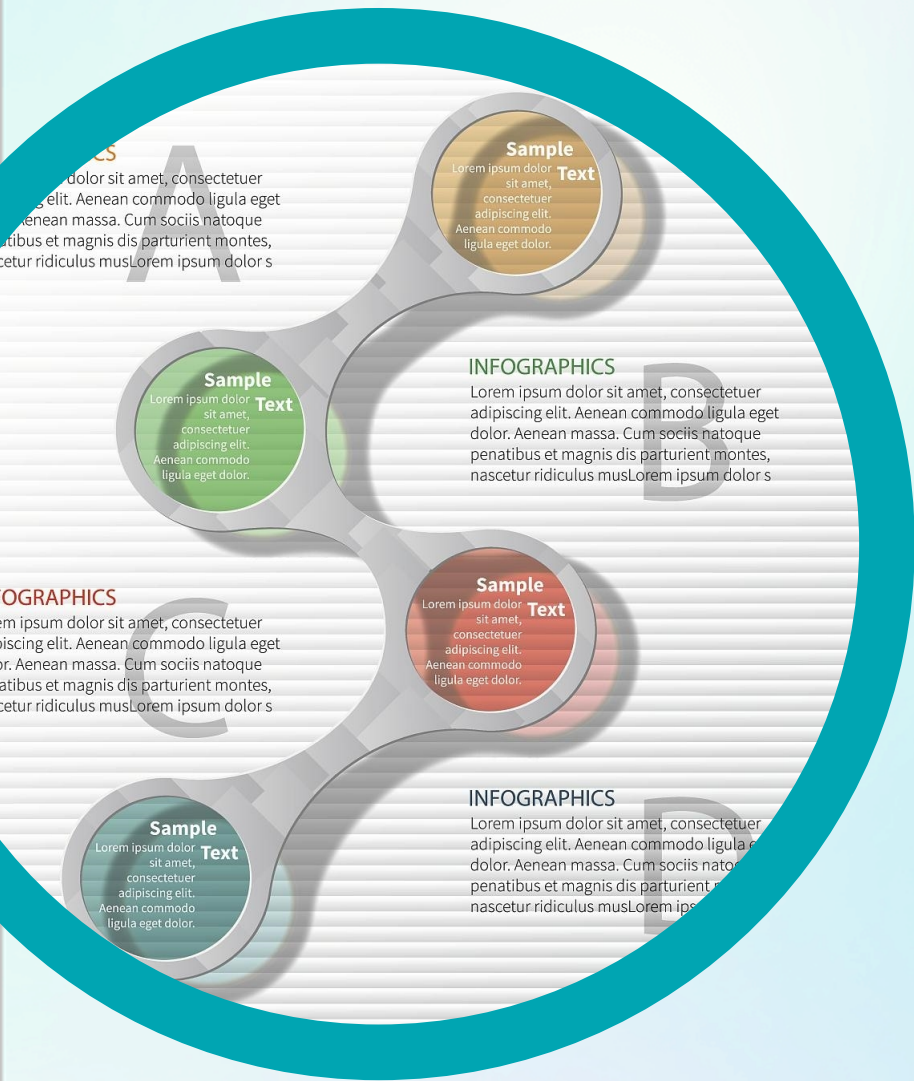 A
CS
dolor sit amet, consectetuer
elit. Aenean commodo ligula eget
Aenean massa. Cum sociis natoque
atibus et magnis dis parturient montes,
cetur ridiculus musLorem ipsum dolor s
Sample
Text
Lorem ipsum dolor
sit amet,
consectetuer
adipiscing elit.
Aenean commodo
ligula eget dolor.
Sample
Text
Lorem ipsum dolor
sit amet,
consectetuer
adipiscing elit.
Aenean commodo
ligula eget dolor.
B
INFOGRAPHICS
Lorem ipsum dolor sit amet, consectetuer
adipiscing elit. Aenean commodo ligula eget
dolor. Aenean massa. Cum sociis natoque
penatibus et magnis dis parturient montes,
nascetur ridiculus musLorem ipsum dolor s
C
OGRAPHICS
em ipsum dolor sit amet, consectetuer
piscing elit. Aenean commodo ligula eget
or. Aenean massa. Cum sociis natoque
atibus et magnis dis parturient montes,
cetur ridiculus musLorem ipsum dolor s
Sample
Text
Lorem ipsum dolor
sit amet,
consectetuer
adipiscing elit.
Aenean commodo
ligula eget dolor.
Sample
Text
Lorem ipsum dolor
sit amet,
consectetuer
adipiscing elit.
Aenean commodo
ligula eget dolor.
D
INFOGRAPHICS
Lorem ipsum dolor sit amet, consectetuer
adipiscing elit. Aenean commodo ligula e
dolor. Aenean massa. Cum sociis natoq
penatibus et magnis dis parturient
nascetur ridiculus musLorem ips